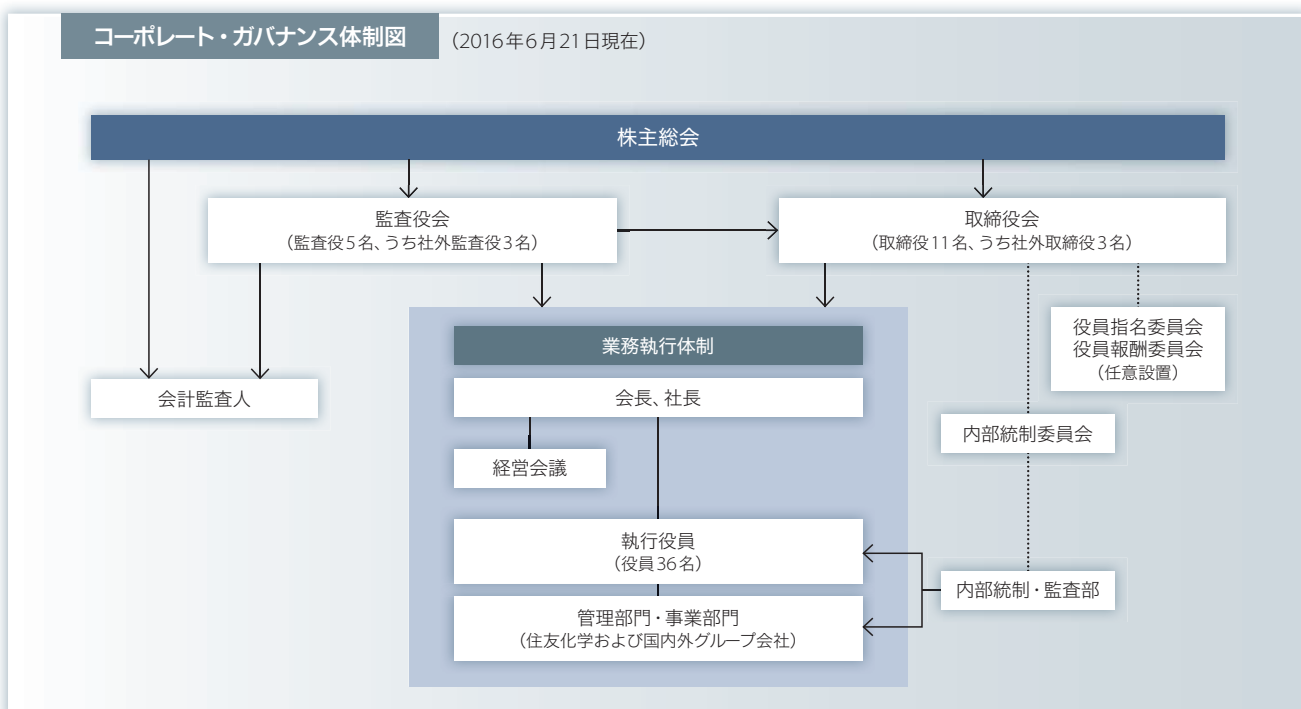 コーポレート・ガバナンス体制図
（2016年6月21日現在）
株主総会
監査役会
（監査役5名、うち社外監査役3名）
取締役会
（取締役11名、うち社外取締役3名）
役員指名委員会
役員報酬委員会
（任意設置）
業務執行体制
会長、社長
会計監査人
内部統制委員会
経営会議
執行役員
（役員36名）
内部統制・監査部
管理部門・事業部門
（住友化学および国内外グループ会社）